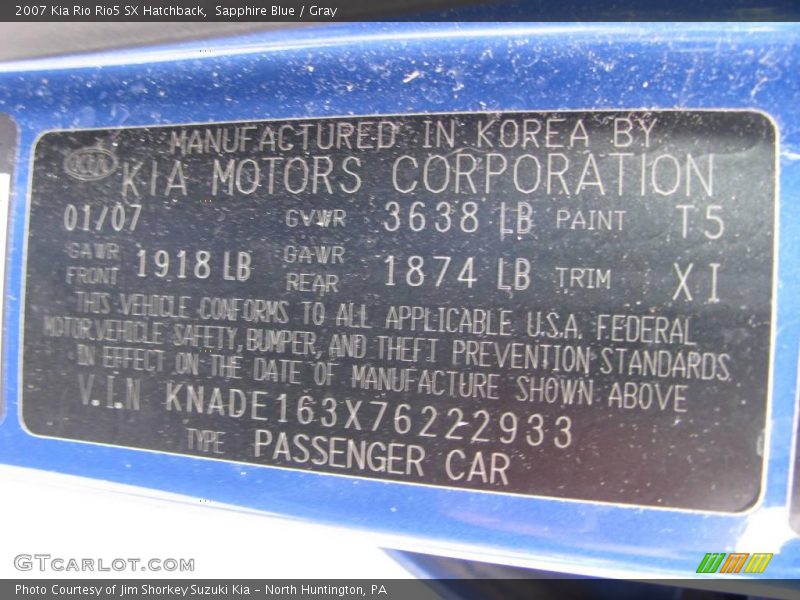 2007 Kia Rio Rio5 SX Hatchback,  Sapphire Blue / Gray
MANUFACTURED IN KOREA BY
KIA KIA MOTORS CORPORATION
01/07 GVWR 3638 LB PAINT T5
GAWR FRONT 1918 LB GAWR REAR 1874 LB TRIM XI
THIS VEHICLE CONFORMS TO ALL APPLICABLE U.S.A. FEDERAL
MOTOR VEHICLE SAFETY, BUMPER, AND THEFT PREVENTION STANDARDS
IN EFFECT ON THE DATE OF MANUFACTURE SHOWN ABOVE
V.I.N KNADE163X76222933
TYPE PASSENGER CAR
GTCarLot.com
Photo Courtesy of Jim Shorkey Suzuki Kia – North Huntington, PA